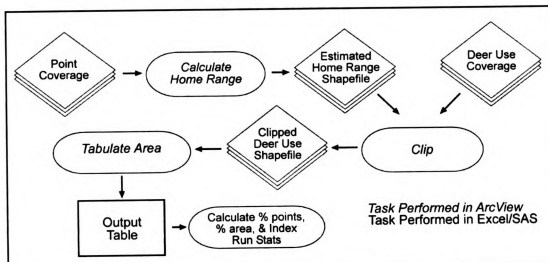 Point
Coverage
Calculate
Home Range
Estimated
Home Range
Shapefile
Deer Use
Coverage
Tabulate Area
Clipped
Deer Use
Shapefile
Clip
Output
Table
Calculate % points,
% area, & Index
Run Stats
Task Performed in ArcView
Task Performed in Excel/SAS